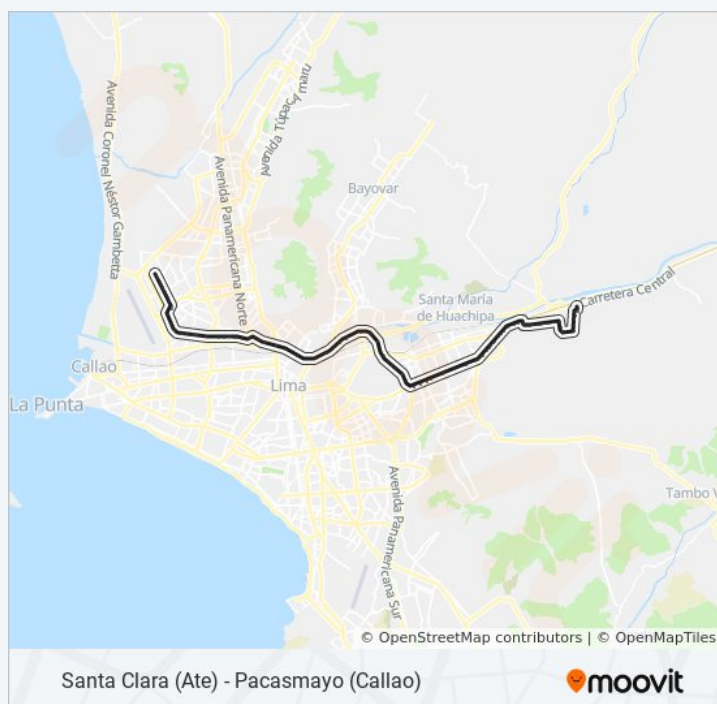 Avenida Coronel Néstor Gambetta
Avenida Panamericana Norte
Avenida Túpac Amaru
Bayovar
Santa María
de Huachipa
Carretera Central
Callao
La Punta
Lima
Avenida Panamericana Sur
Tambo V
© OpenStreetMap contributors | © OpenMapTiles
Santa Clara (Ate) - Pacasmayo (Callao)
moovit